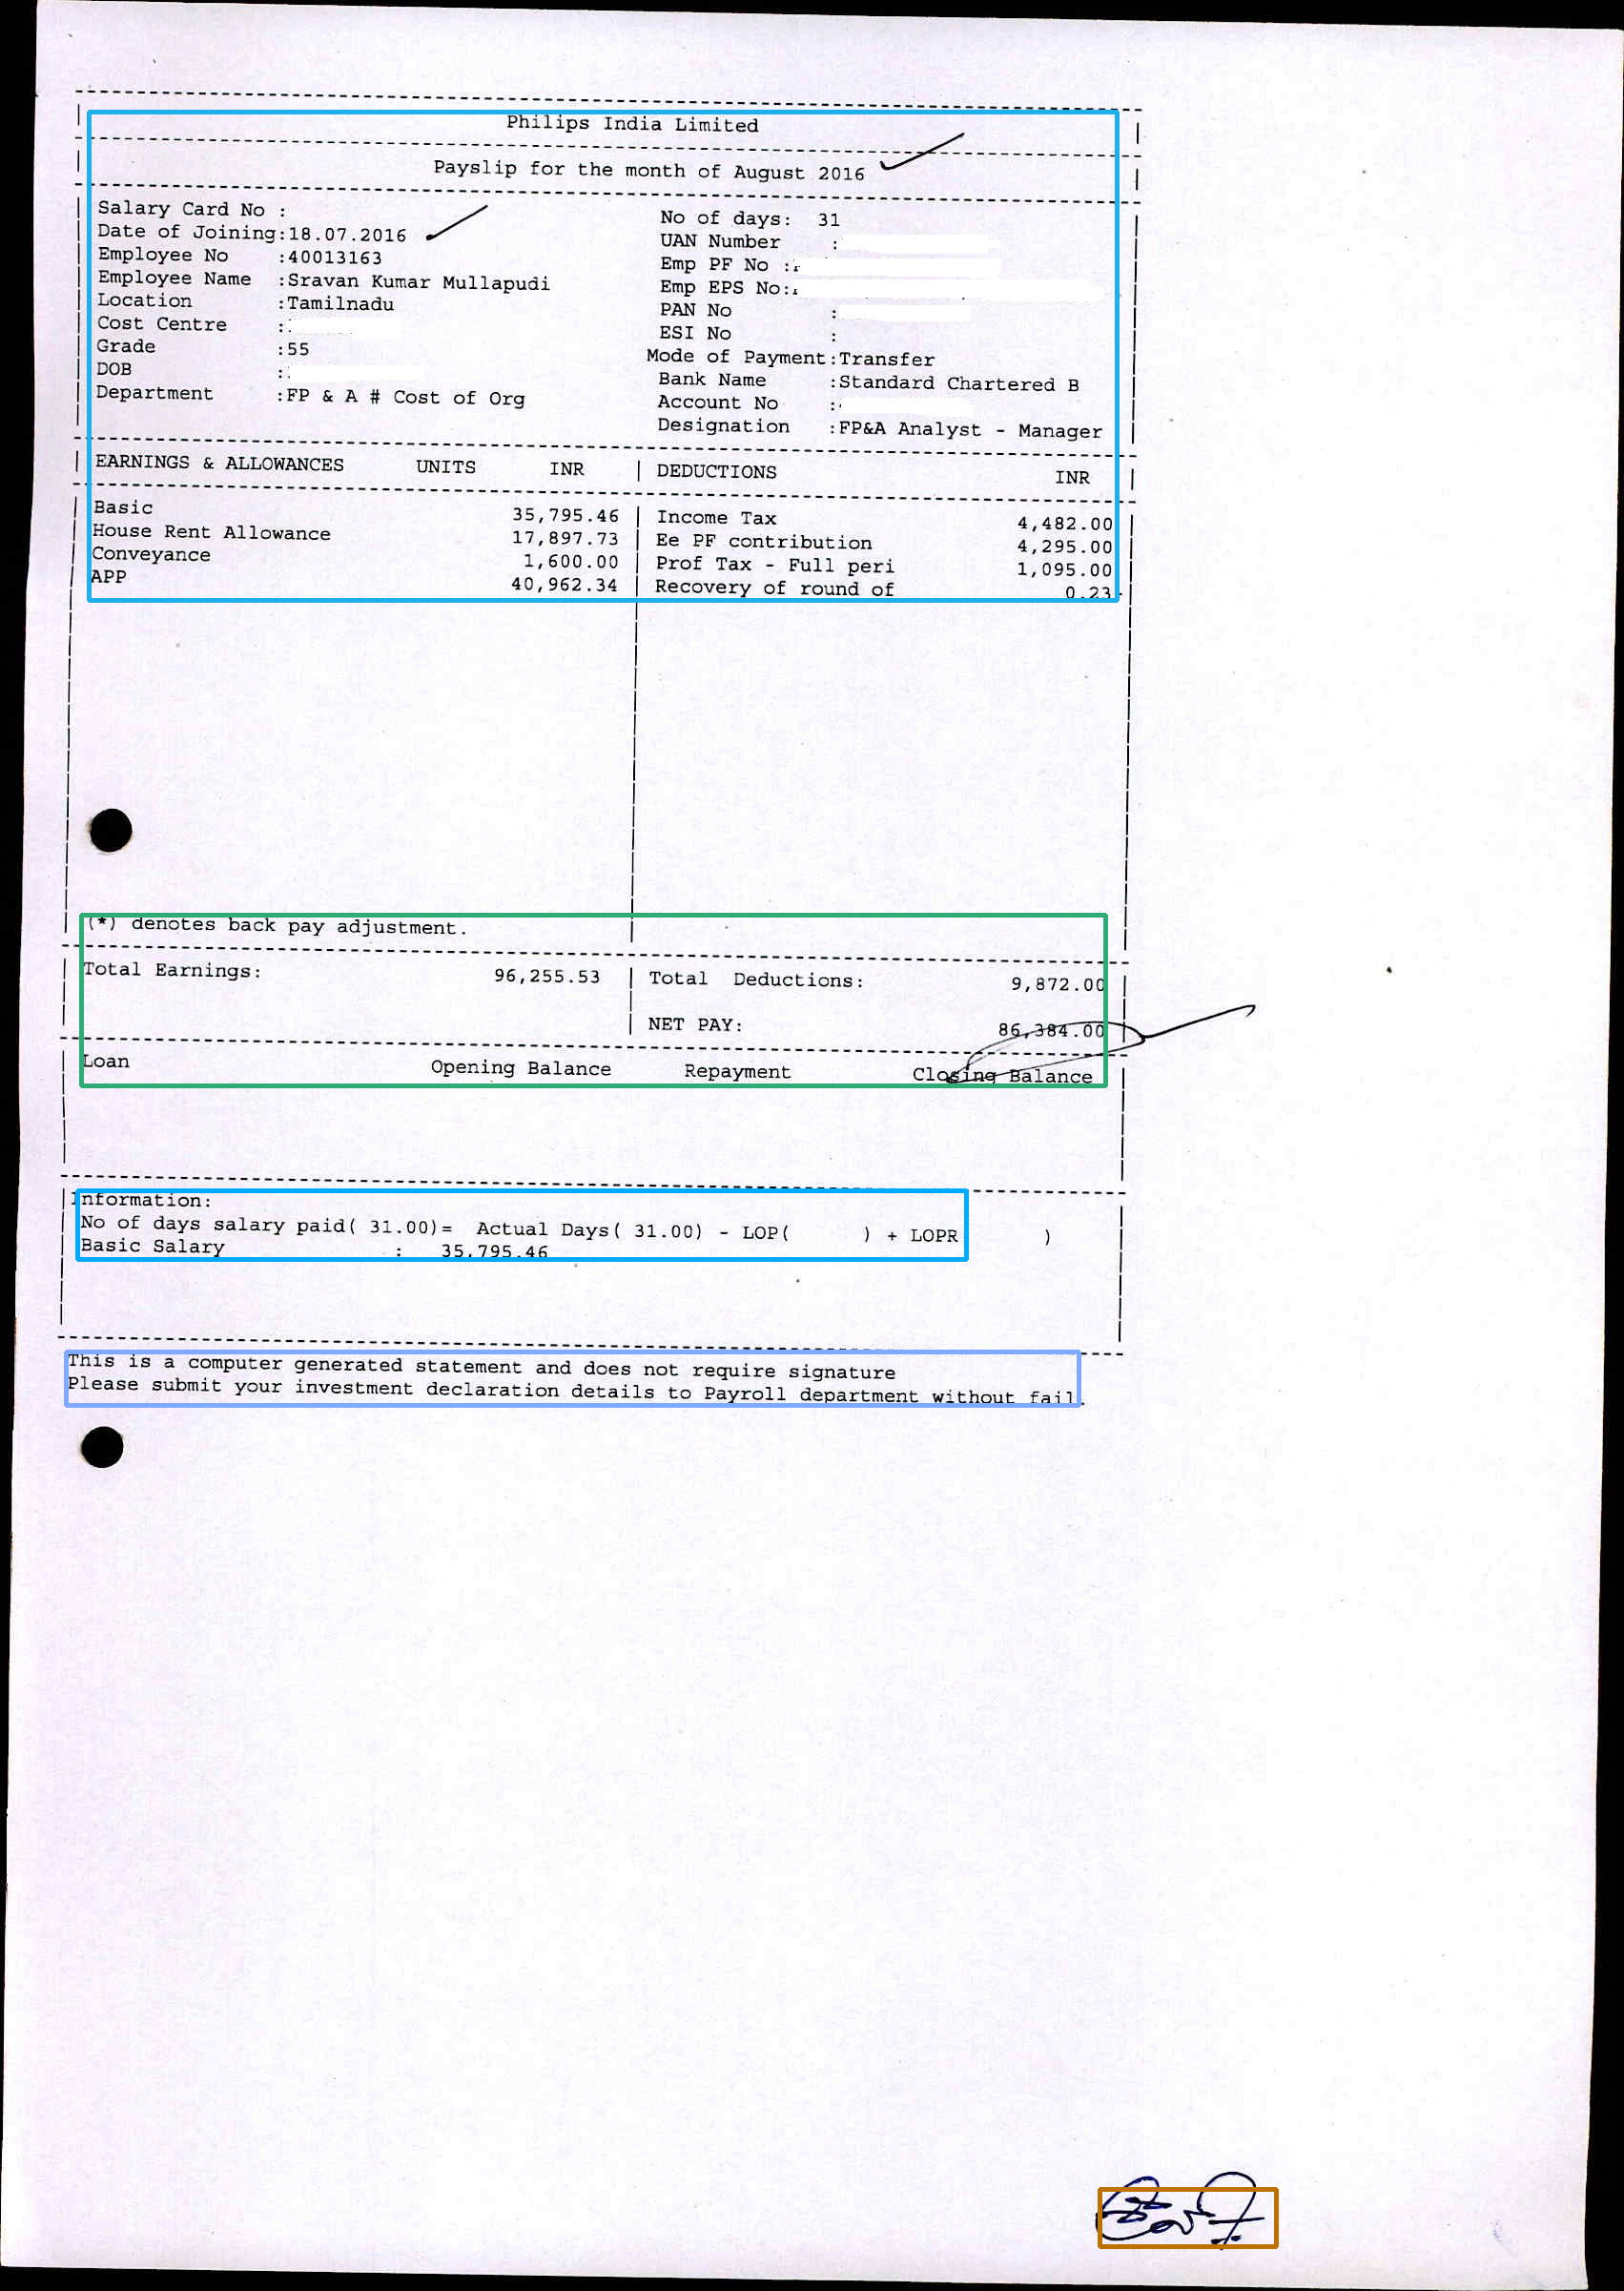 Philips India Limited
Payslip for the month of August 2016
Salary Card No : No of days: 31
Date of Joining:18.07.2016 UAN Number :
Employee No :40013163 Emp PF No :
Employee Name :Sravan Kumar Mullapudi Emp EPS No:
Location :Tamilnadu PAN No :
Cost Centre : ESI No :
Grade :55 Mode of Payment:Transfer
DOB : Bank Name :Standard Chartered B
Department :FP & A # Cost of Org Account No :
Designation :FP&A Analyst - Manager
EARNINGS & ALLOWANCES UNITS INR | DEDUCTIONS INR
Basic 35,795.46 | Income Tax 4,482.00
House Rent Allowance 17,897.73 | Ee PF contribution 4,295.00
Conveyance 1,600.00 | Prof Tax - Full peri 1,095.00
APP 40,962.34 | Recovery of round of 0.23-
(*) denotes back pay adjustment.
Total Earnings: 96,255.53 | Total Deductions: 9,872.00
NET PAY: 86,384.00
Loan Opening Balance Repayment Closing Balance
Information:
No of days salary paid( 31.00)= Actual Days( 31.00) - LOP( ) + LOPR )
Basic Salary : 35,795.46
This is a computer generated statement and does not require signature
Please submit your investment declaration details to Payroll department without fail.